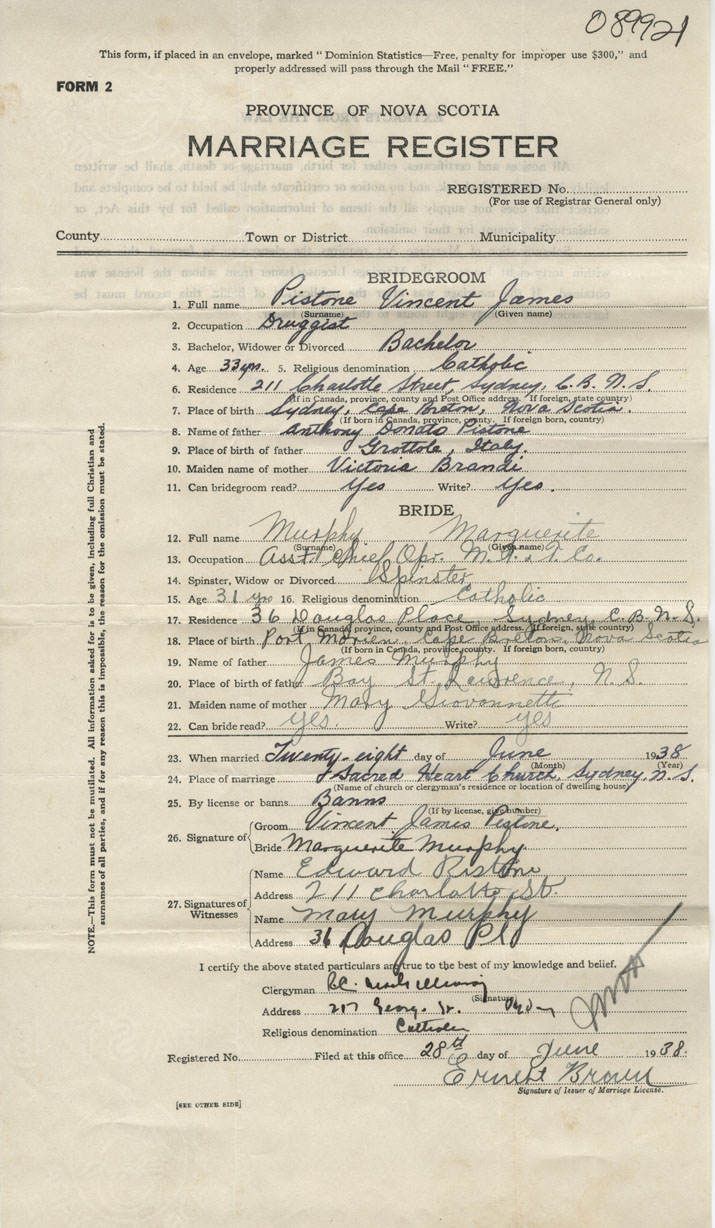 089921
This form, if placed in an envelope, marked "Dominion Statistics—Free, penalty for improper use $300," and
properly addressed will pass through the Mail "FREE."
FORM 2
PROVINCE OF NOVA SCOTIA
MARRIAGE REGISTER
REGISTERED No.
(For use of Registrar General only)
County Town or District Municipality
BRIDEGROOM
1. Full name Pistone Vincent James
(Surname) (Given name)
2. Occupation Druggist
3. Bachelor, Widower or Divorced Bachelor
4. Age 33 yrs. 5. Religious denomination Catholic
6. Residence 211 Charlotte Street, Sydney, C.B. N.S.
(If in Canada, province, county and Post Office address. If foreign, state country)
7. Place of birth Sydney, Cape Breton, Nova Scotia.
(If born in Canada, province, county. If foreign born, country)
8. Name of father Anthony Donato Pistone
9. Place of birth of father Grottole, Italy.
10. Maiden name of mother Victoria Brandi
11. Can bridegroom read? Yes Write? Yes.
BRIDE
12. Full name Murphy Marguerite
(Surname) (Given name)
13. Occupation Asst. Chief Opr. M. T. & T. Co.
14. Spinster, Widow or Divorced Spinster
15. Age 31 yrs 16. Religious denomination Catholic
17. Residence 36 Douglas Place, Sydney, C.B. N.S.
(If in Canada, province, county and Post Office address. If foreign, state country)
18. Place of birth Port Morien, Cape Breton, Nova Scotia
(If born in Canada, province, county. If foreign born, country)
19. Name of father James Murphy
20. Place of birth of father Bay St. Lawrence, N.S.
21. Maiden name of mother Mary Giovannetti
22. Can bride read? yes. Write? yes
23. When married Twenty-eight day of June 1938
(Month) (Year)
24. Place of marriage Sacred Heart Church, Sydney, N.S.
(Name of church or clergyman's residence or location of dwelling house)
25. By license or banns Banns
(If by license, give number)
26. Signature of
Groom Vincent James Pistone.
Bride Marguerite Murphy
27. Signatures of Witnesses
Name Edward Pistone
Address 211 Charlotte St.
Name Mary Murphy
Address 36 Douglas Pl
I certify the above stated particulars are true to the best of my knowledge and belief.
Clergyman
(Signature)
Address George St. Sydney
Religious denomination Catholic
Registered No. Filed at this office 28th day of June 1938.
Ernest Brown
Signature of Issuer of Marriage License.
[SEE OTHER SIDE]
NOTE.—This form must not be mutilated. All information asked for is to be given, including full Christian and
surnames of all parties, and if for any reason this is impossible, the reason for the omission must be stated.